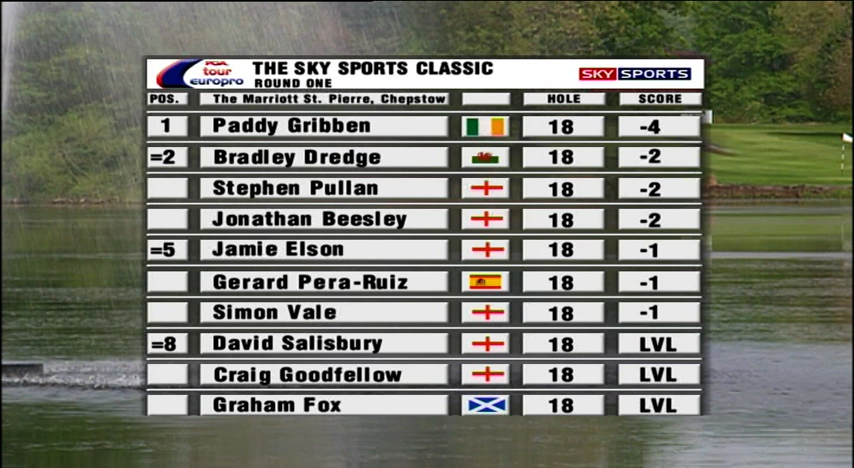 PGA tour europro THE SKY SPORTS CLASSIC SKY SPORTS
ROUND ONE
POS. The Marriott St. Pierre, Chepstow HOLE SCORE
1 Paddy Gribben 18 -4
=2 Bradley Dredge 18 -2
Stephen Pullan 18 -2
Jonathan Beesley 18 -2
=5 Jamie Elson 18 -1
Gerard Pera-Ruiz 18 -1
Simon Vale 18 -1
=8 David Salisbury 18 LVL
Craig Goodfellow 18 LVL
Graham Fox 18 LVL